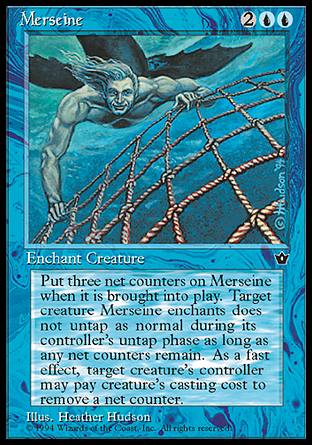 Merseine 2
© Hudson 94
Enchant Creature
Put three net counters on Merseine
when it is brought into play. Target
creature Merseine enchants does
not untap as normal during its
controller's untap phase as long as
any net counters remain. As a fast
effect, target creature's controller
may pay creature's casting cost to
remove a net counter.
Illus. Heather Hudson
©1994 Wizards of the Coast, Inc. All rights reserved.